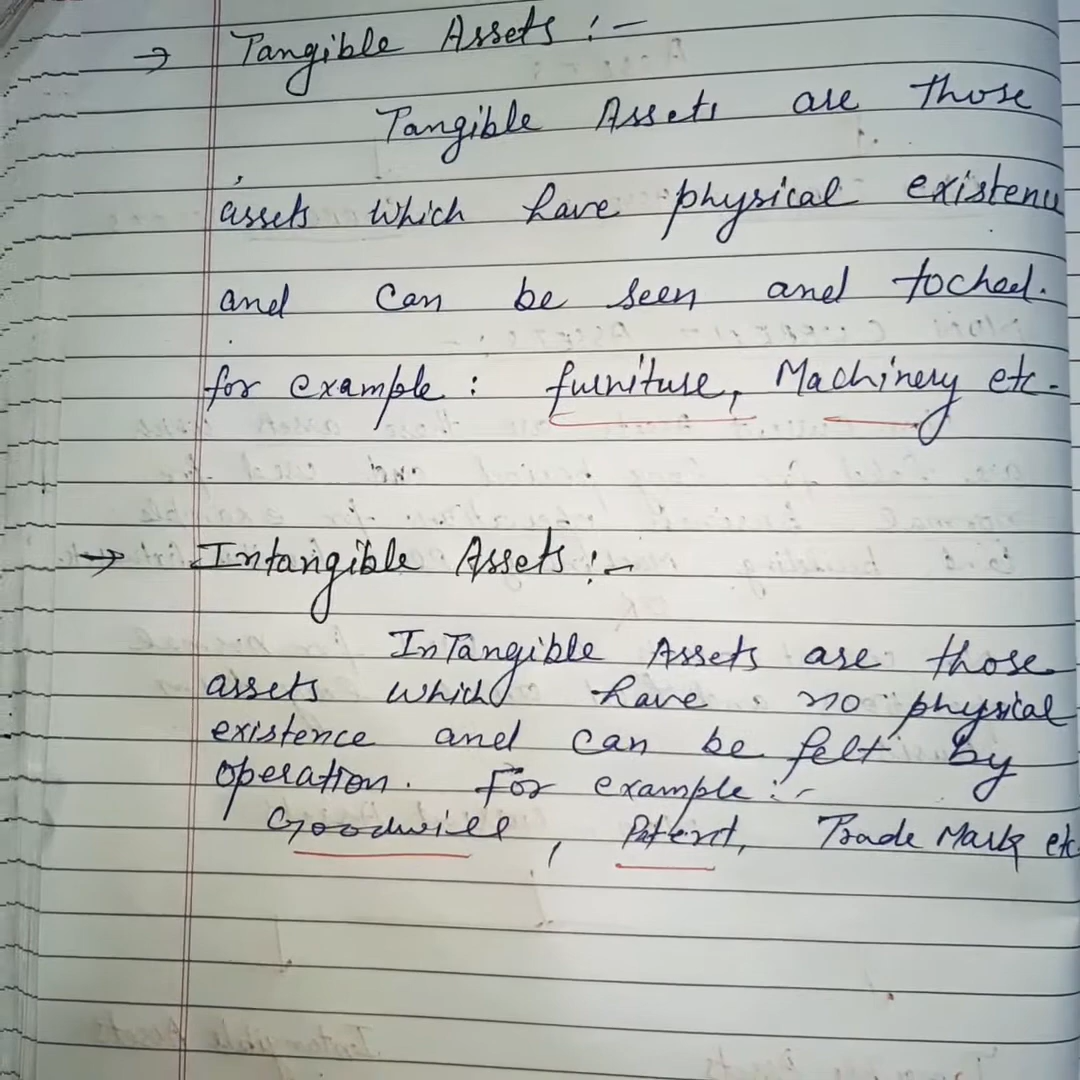 → Tangible Assets :-
Tangible Assets are those
assets which have physical existence
and can be seen and toched.
for example : furniture, Machinery etc-
→ Intangible Assets :-
InTangible Assets are those
assets which have no physical
existence and can be felt by
operation. For example :-
Goodwill, Patent, Trade Mark etc.